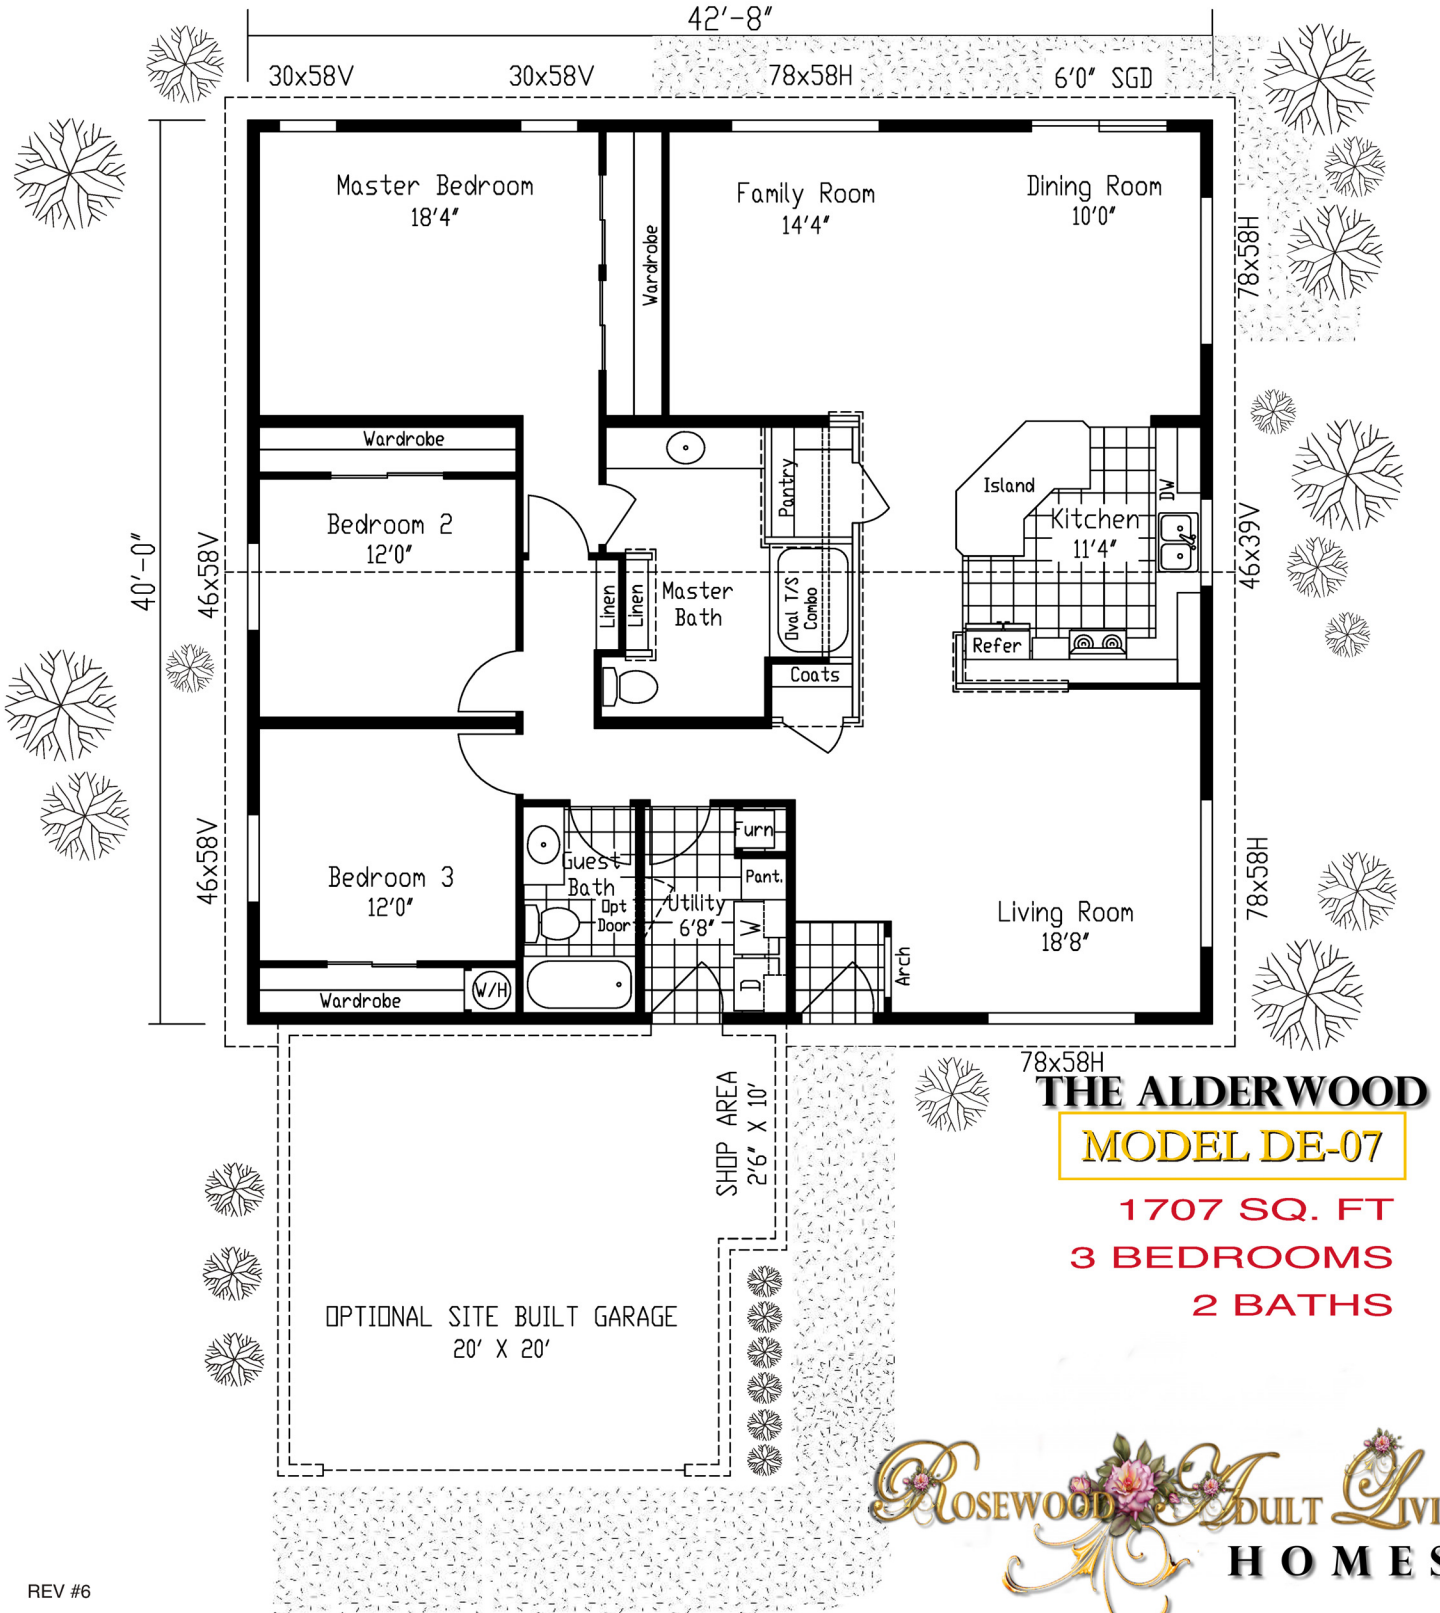 42'-8"
30x58V
30x58V
78x58H
6'0" SGD
Master Bedroom
18'4"
Wardrobe
Family Room
14'4"
Dining Room
10'0"
78x58H
40'-0"
Wardrobe
Bedroom 2
12'0"
46x58V
Linen
Linen
Master
Bath
Pantry
Oval T/S
Combo
Coats
Island
Kitchen
11'4"
DW
Refer
46x39V
46x58V
Bedroom 3
12'0"
Wardrobe
W/H
Guest
Bath
Opt
Door
Utility
6'8"
Furn
Pant.
W
D
Arch
Living Room
18'8"
78x58H
78x58H
SHOP AREA
2'6" X 10'
OPTIONAL SITE BUILT GARAGE
20' X 20'
THE ALDERWOOD
MODEL DE-07
1707 SQ. FT
3 BEDROOMS
2 BATHS
ROSEWOOD ADULT LIVI
HOMES
REV #6